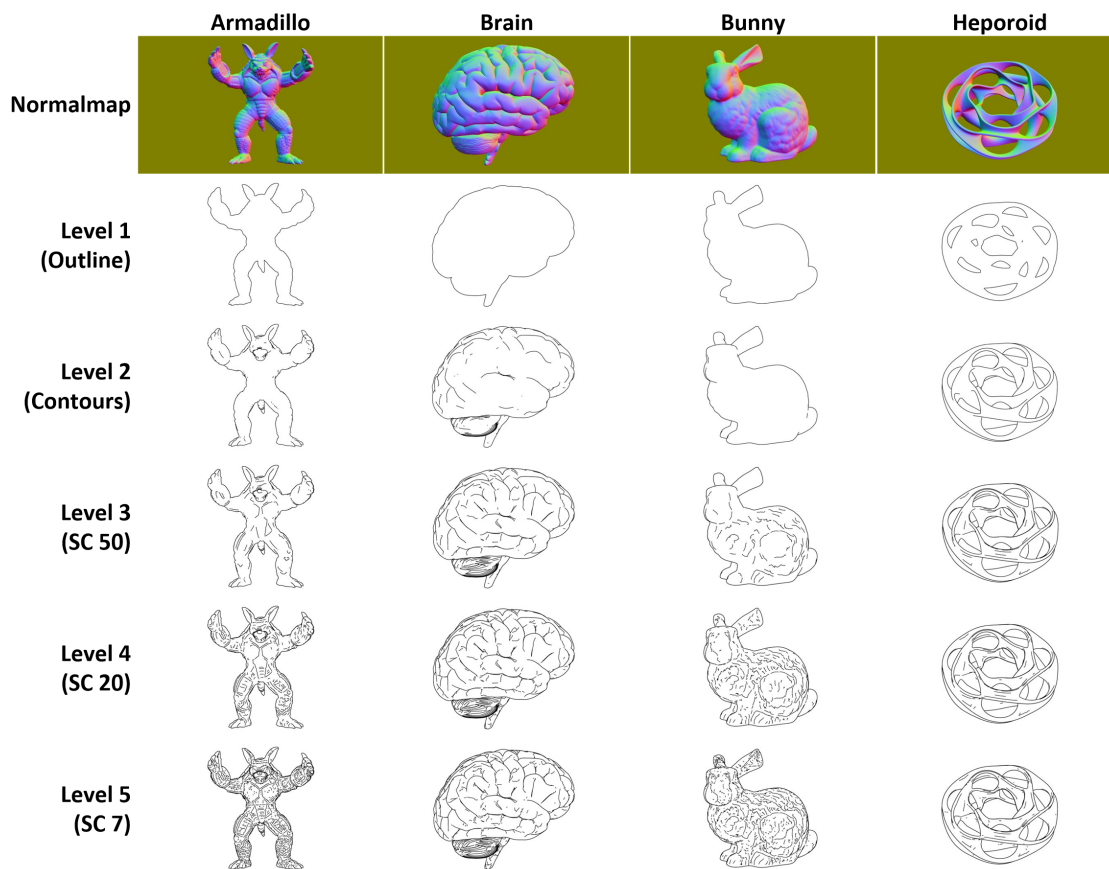 Armadillo Brain Bunny Heporoid
Normalmap
Level 1
(Outline)
Level 2
(Contours)
Level 3
(SC 50)
Level 4
(SC 20)
Level 5
(SC 7)